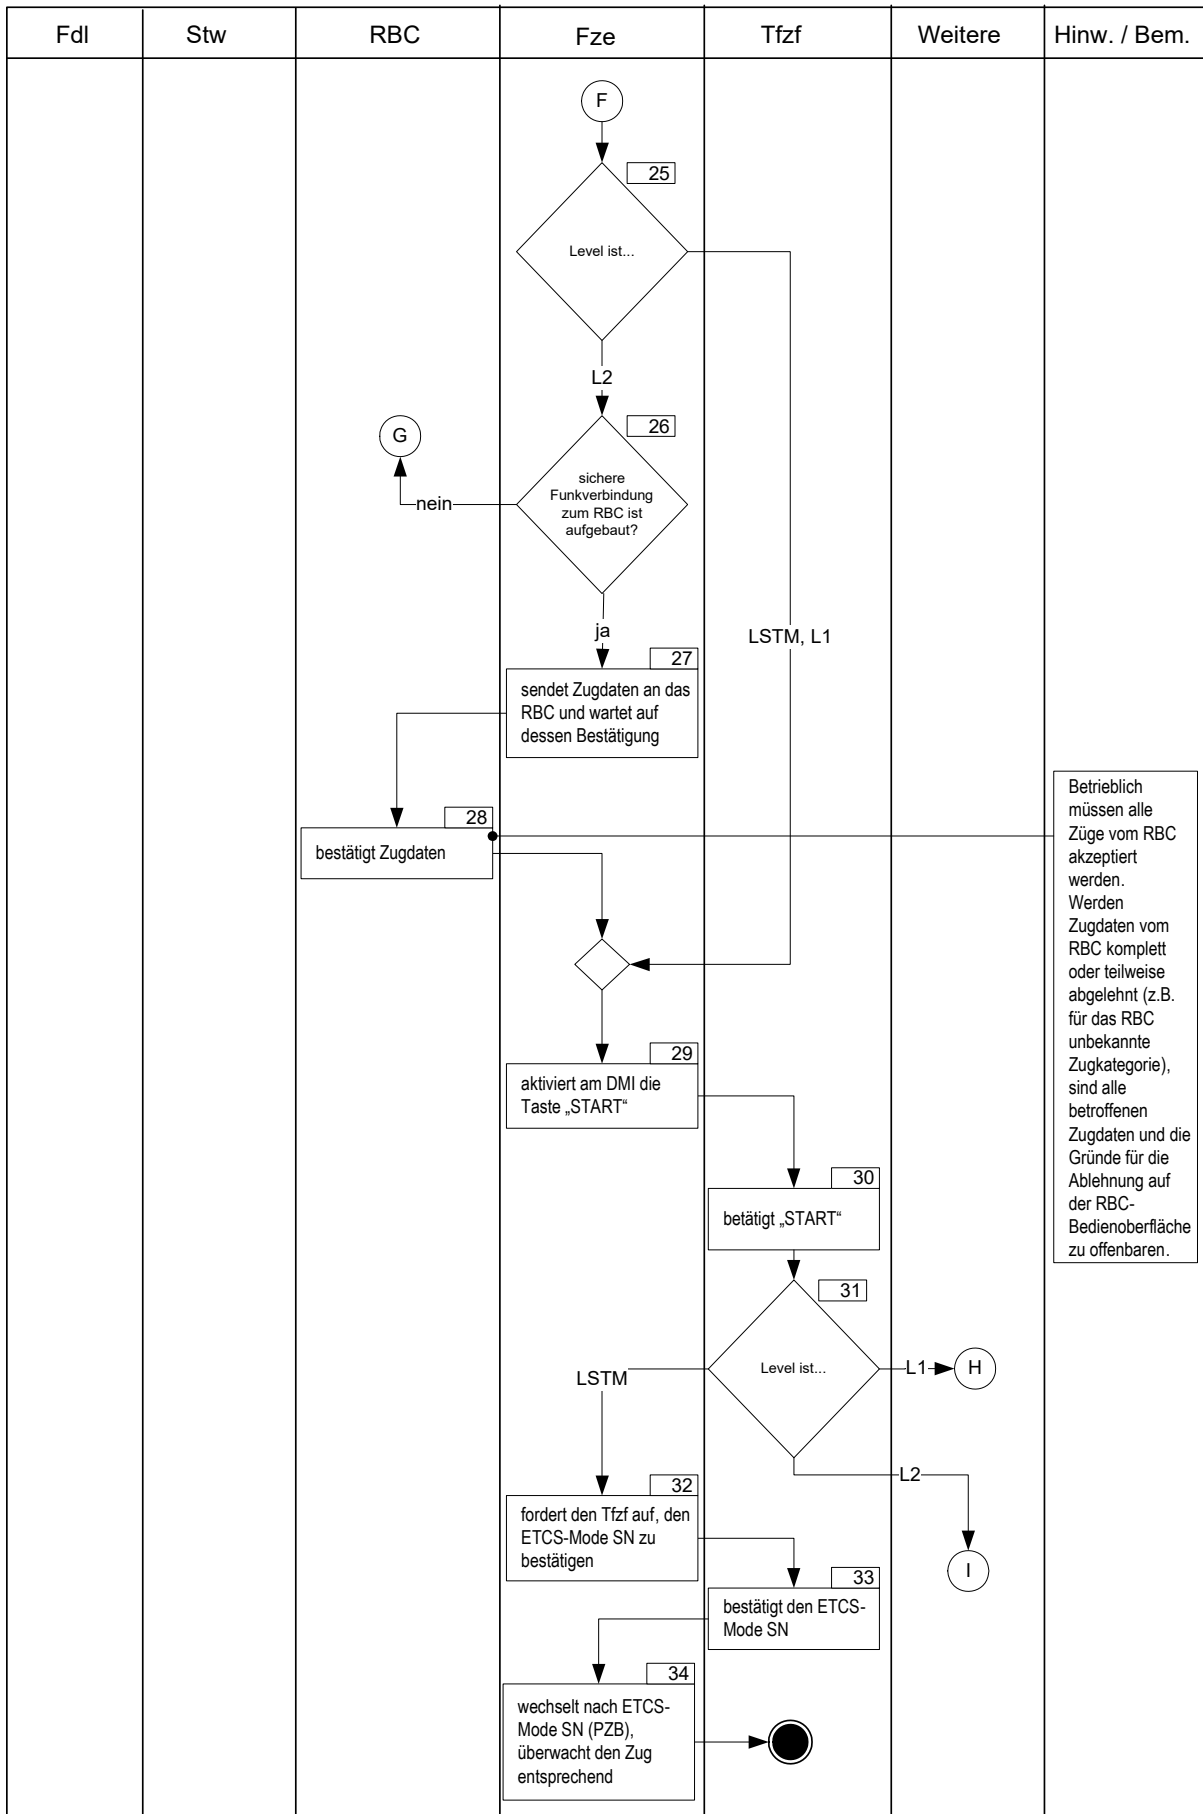 Fdl
Stw
RBC
Fze
Tfzf
Weitere
Hinw. / Bem.
F
25
Level ist...
L2
26
G
nein
sichere
Funkverbindung
zum RBC ist
aufgebaut?
ja
LSTM, L1
27
sendet Zugdaten an das
RBC und wartet auf
dessen Bestätigung
28
bestätigt Zugdaten
Betrieblich
müssen alle
Züge vom RBC
akzeptiert
werden.
Werden
Zugdaten vom
RBC komplett
oder teilweise
abgelehnt (z.B.
für das RBC
unbekannte
Zugkategorie),
sind alle
betroffenen
Zugdaten und die
Gründe für die
Ablehnung auf
der RBC-
Bedienoberfläche
zu offenbaren.
29
aktiviert am DMI die
Taste „START“
30
betätigt „START“
31
Level ist...
LSTM
L1
H
L2
I
32
fordert den Tfzf auf, den
ETCS-Mode SN zu
bestätigen
33
bestätigt den ETCS-
Mode SN
34
wechselt nach ETCS-
Mode SN (PZB),
überwacht den Zug
entsprechend